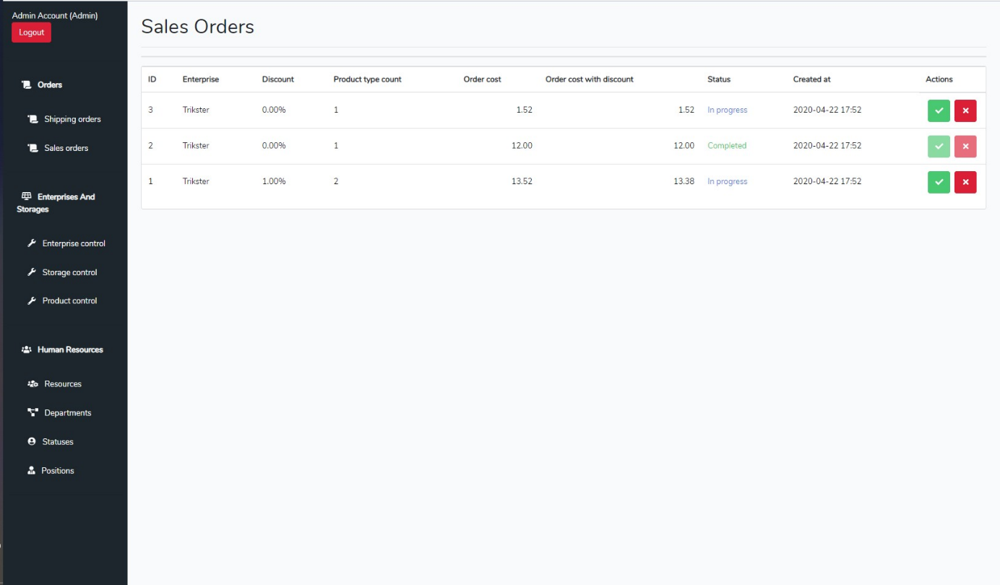 Admin Account (Admin)
Logout
Orders
Shipping orders
Sales orders
Enterprises And
Storages
Enterprise control
Storage control
Product control
Human Resources
Resources
Departments
Statuses
Positions
Sales Orders
ID Enterprise Discount Product type count Order cost Order cost with discount Status Created at Actions
3 Trikster 0.00% 1 1.52 1.52 In progress 2020-04-22 17:52
2 Trikster 0.00% 1 12.00 12.00 Completed 2020-04-22 17:52
1 Trikster 1.00% 2 13.52 13.38 In progress 2020-04-22 17:52